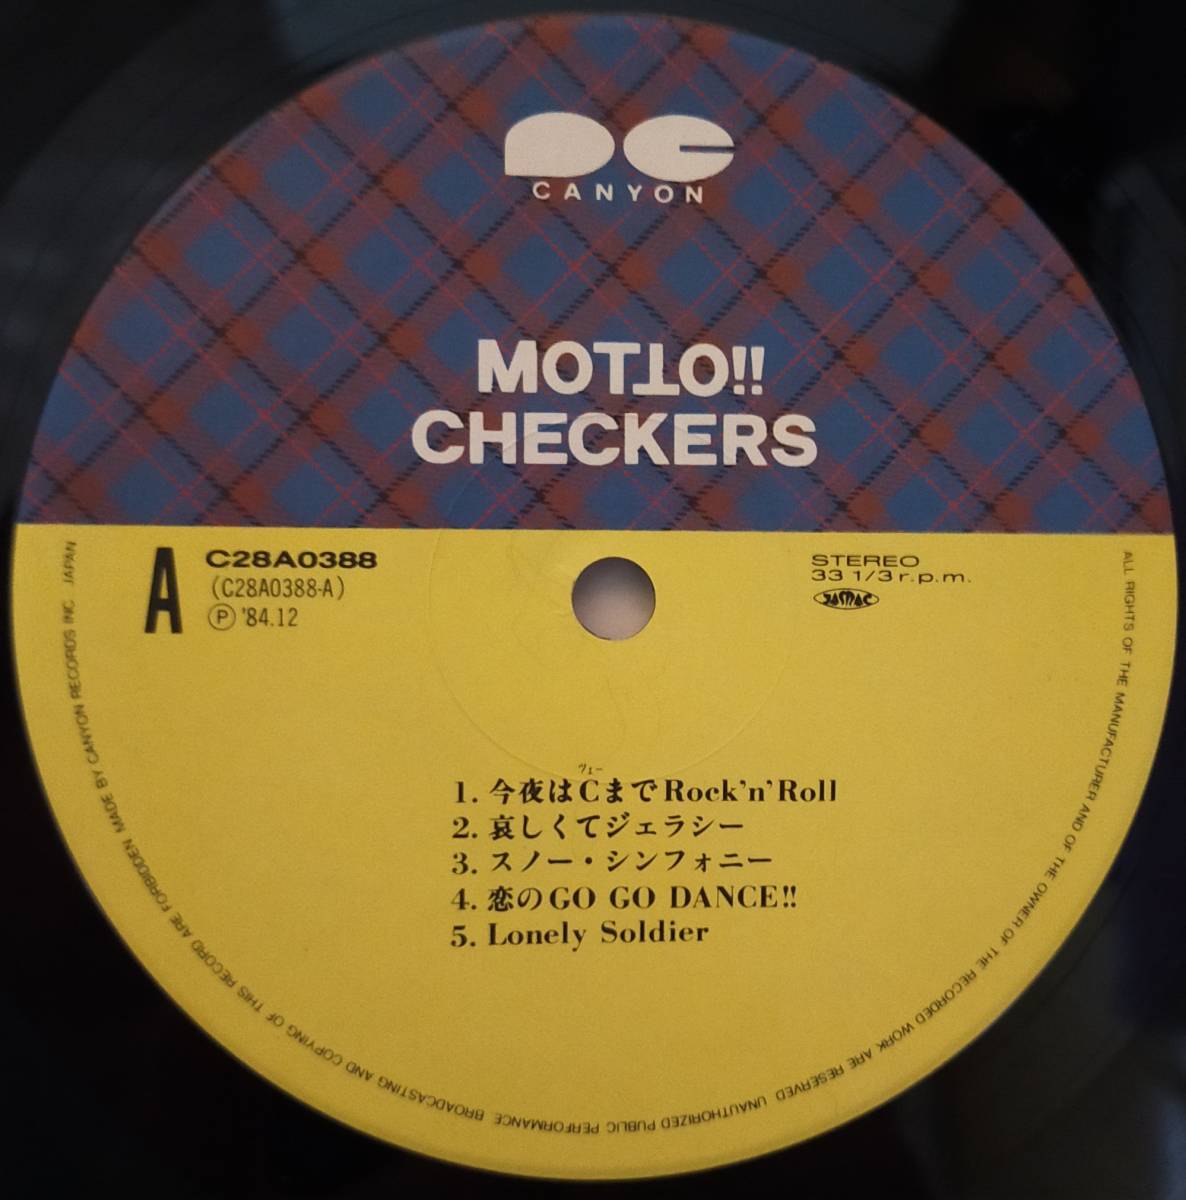 CANYON
MOTTO!!
CHECKERS
A
C28A0388
(C28A0388-A)
Ⓟ '84.12
STEREO
33 1/3 r.p.m.
JASRAC
ツェー
1. 今夜はCまでRock'n'Roll
2. 哀しくてジェラシー
3. スノー・シンフォニー
4. 恋のGO GO DANCE!!
5. Lonely Soldier
ALL RIGHTS OF THE MANUFACTURER AND OF THE OWNER OF THE RECORDED WORK ARE RESERVED UNAUTHORIZED PUBLIC PERFORMANCE BROADCASTING AND COPYING OF THIS RECORD ARE FORBIDDEN MADE BY CANYON RECORDS INC. JAPAN